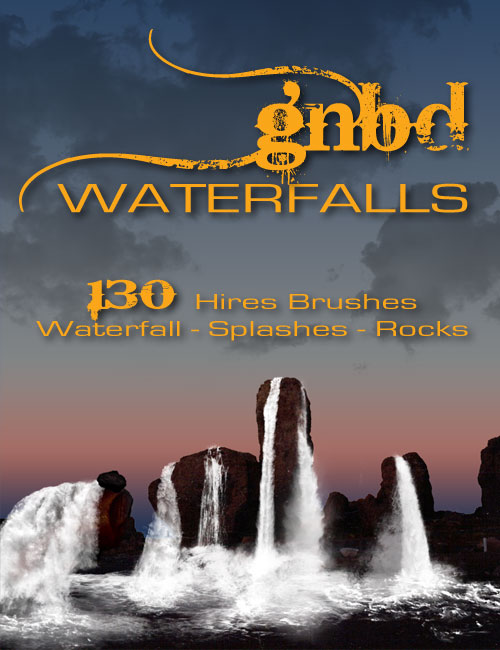 gnbd
WATERFALLS
130 Hires Brushes
Waterfall - Splashes - Rocks